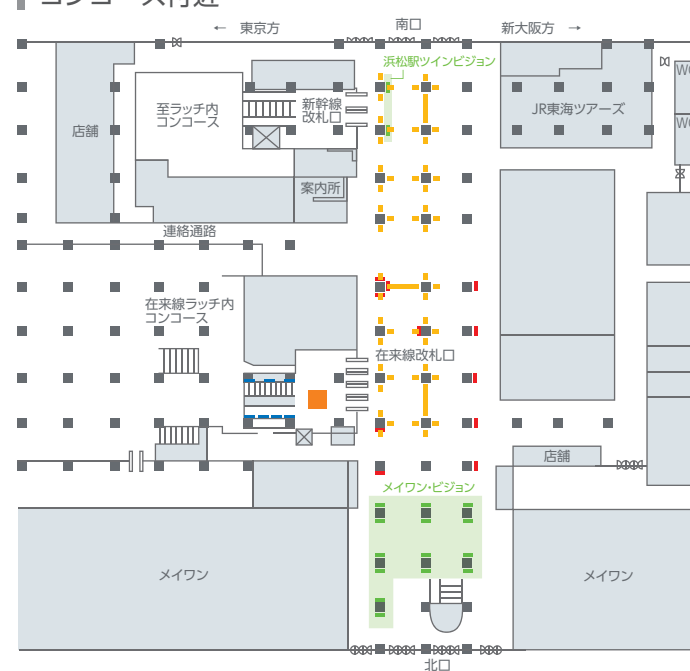 コンコース付近
← 東京方
南口
新大阪方 →
浜松駅ツインビジョン
WC
至ラッチ内
コンコース
新幹線
改札口
JR東海ツアーズ
店舗
WC
案内所
連絡通路
在来線ラッチ内
コンコース
在来線改札口
店舗
メイワン・ビジョン
メイワン
メイワン
北口